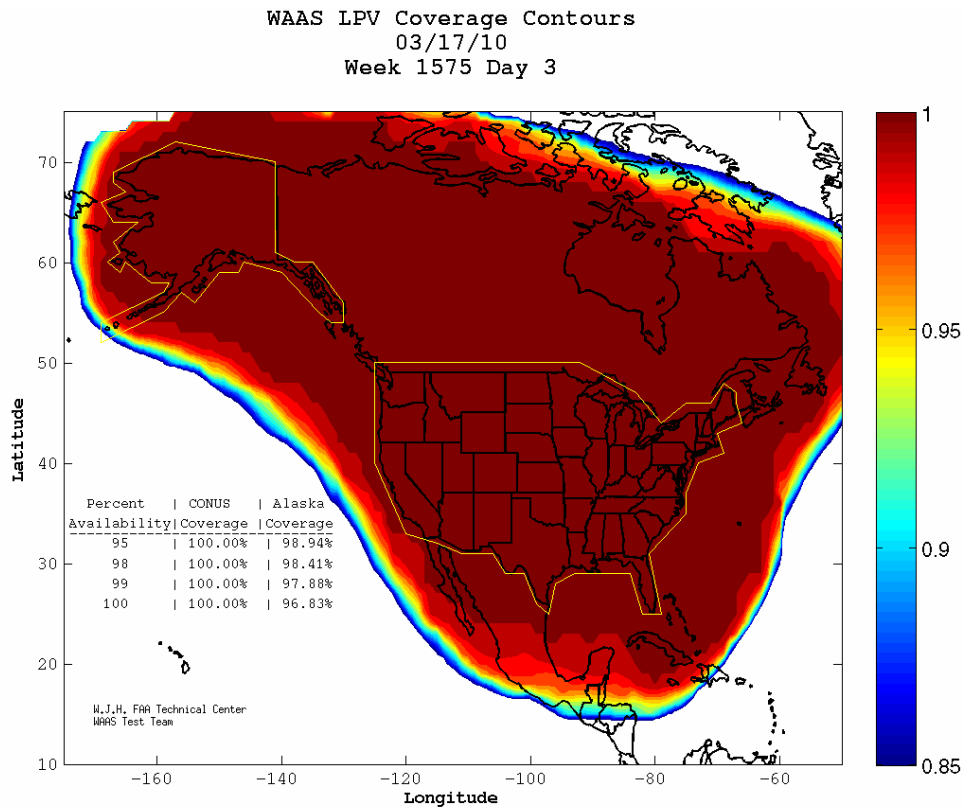 WAAS LPV Coverage Contours
03/17/10
Week 1575 Day 3
70
60
50
40
30
20
10
Latitude
Percent | CONUS | Alaska
Availability|Coverage |Coverage
95 | 100.00% | 98.94%
98 | 100.00% | 98.41%
99 | 100.00% | 97.88%
100 | 100.00% | 96.83%
W.J.H. FAA Technical Center
WAAS Test Team
-160 -140 -120 -100 -80 -60
Longitude
1
0.95
0.9
0.85